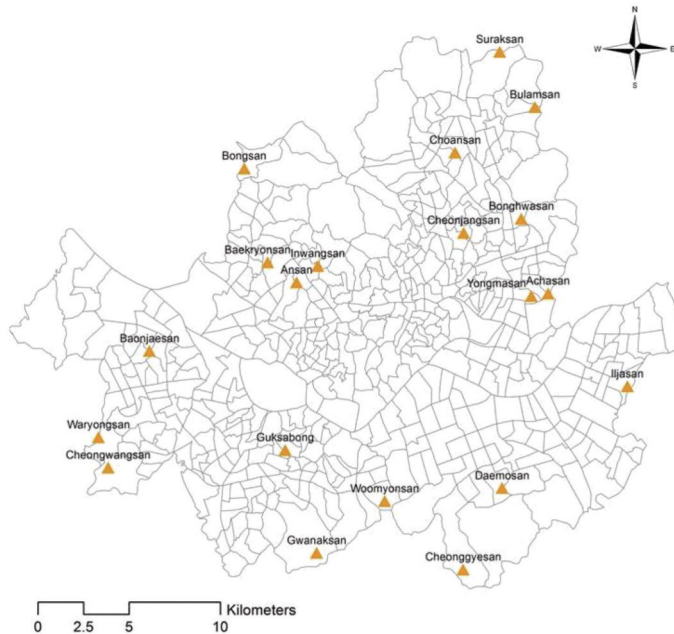 Suraksan
N
W E
S
Bulamsan
Choansan
Bongsan
Bonghwasan
Cheonjangsan
Baekryonsan
Inwangsan
Ansan
Yongmasan
Achasan
Baonjaesan
Iljasan
Waryongsan
Guksabong
Cheongwangsan
Daemosan
Woomyonsan
Gwanaksan
Cheonggyesan
Kilometers
0 2.5 5 10